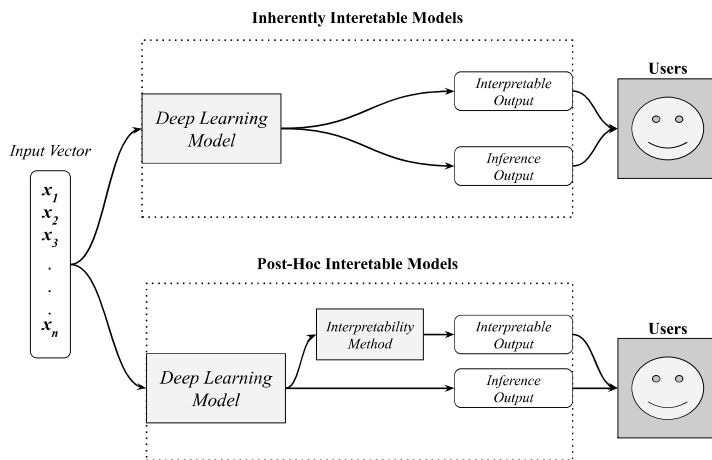 Inherently Interetable Models
Users
Interpretable
Output
Deep Learning
Model
Inference
Output
Input Vector
x1
x2
x3
.
.
.
xn
Post-Hoc Interetable Models
Users
Interpretability
Method
Interpretable
Output
Deep Learning
Model
Inference
Output